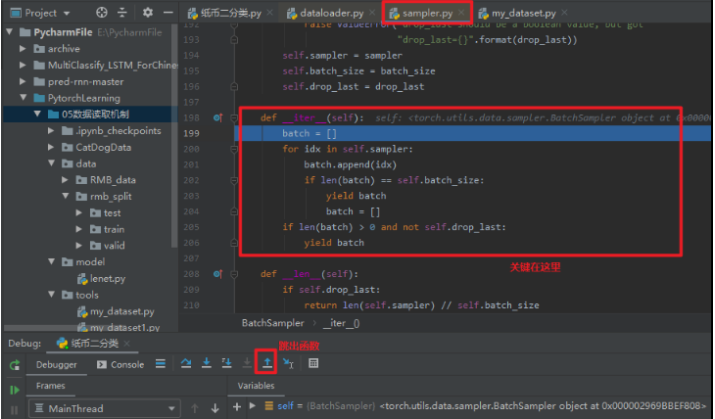 Project
纸币二分类.py
dataloader.py
sampler.py
my_dataset.py
PycharmFile E:\PycharmFile
archive
MultiClassify_LSTM_ForChine
pred-rnn-master
PytorchLearning
05数据读取机制
.ipynb_checkpoints
CatDogData
data
RMB_data
rmb_split
test
train
valid
model
lenet.py
tools
my_dataset.py
my_dataset1.py
192 raise ValueError("drop_last should be a boolean value, but got "
193 "drop_last={}".format(drop_last))
194 self.sampler = sampler
195 self.batch_size = batch_size
196 self.drop_last = drop_last
197
198 def __iter__(self): self: <torch.utils.data.sampler.BatchSampler object at 0x0000
199 batch = []
200 for idx in self.sampler:
201 batch.append(idx)
202 if len(batch) == self.batch_size:
203 yield batch
204 batch = []
205 if len(batch) > 0 and not self.drop_last:
206 yield batch
207 关键在这里
208 def __len__(self):
209 if self.drop_last:
210 return len(self.sampler) // self.batch_size
BatchSampler › __iter__()
跳出函数
Debug: 纸币二分类
Debugger Console
Frames Variables
MainThread
self = {BatchSampler} <torch.utils.data.sampler.BatchSampler object at 0x000002969BBEF808>